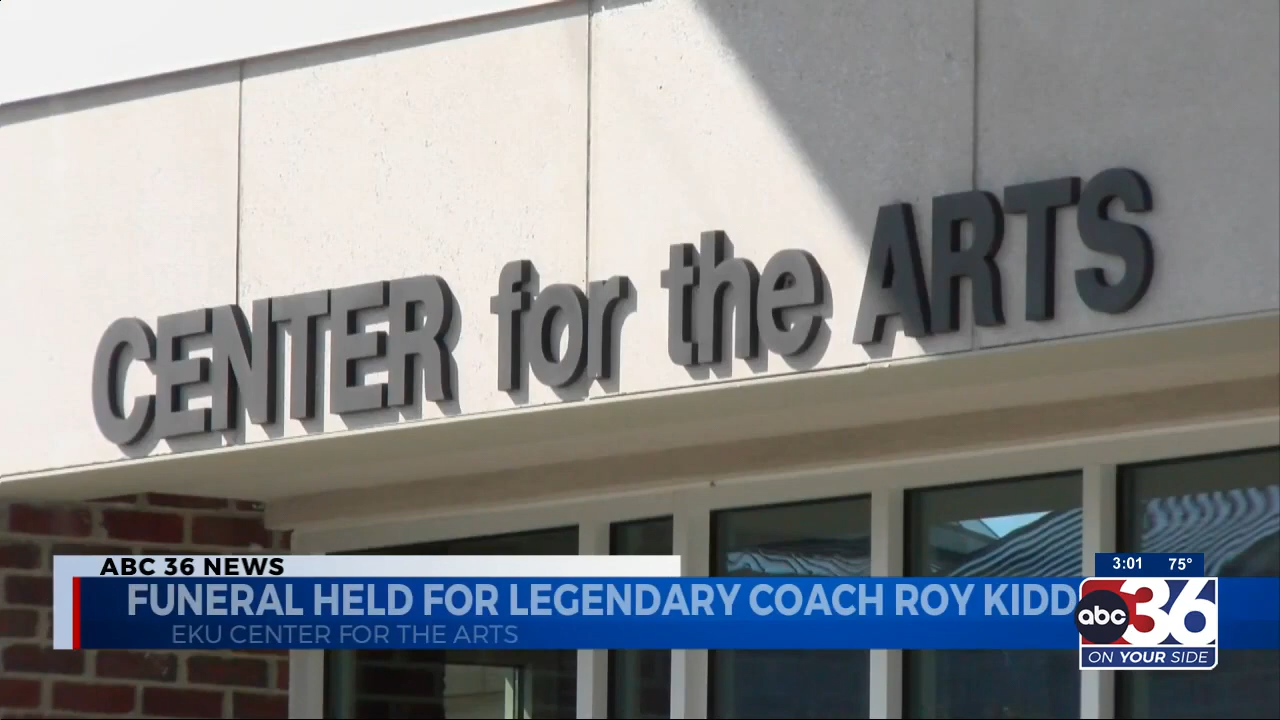 CENTER for the ARTS
ABC 36 NEWS
FUNERAL HELD FOR LEGENDARY COACH ROY KIDD
EKU CENTER FOR THE ARTS
3:01 75°
abc 36
ON YOUR SIDE